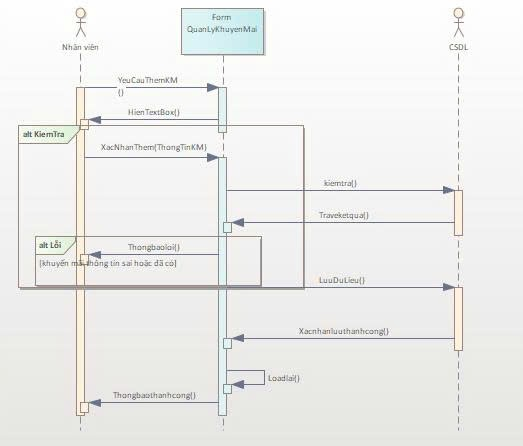 Form
QuanLyKhuyenMai
Nhân viên
CSDL
YeuCauThemKM
()
HienTextBox()
alt KiemTra
XacNhanThem(ThongTinKM)
kiemtra()
Traveketqua()
alt Lỗi
Thongbaoloi()
[khuyến mãi thông tin sai hoặc đã có]
LuuDuLieu()
Xacnhanluuthanhcong()
Loadlai()
Thongbaothanhcong()